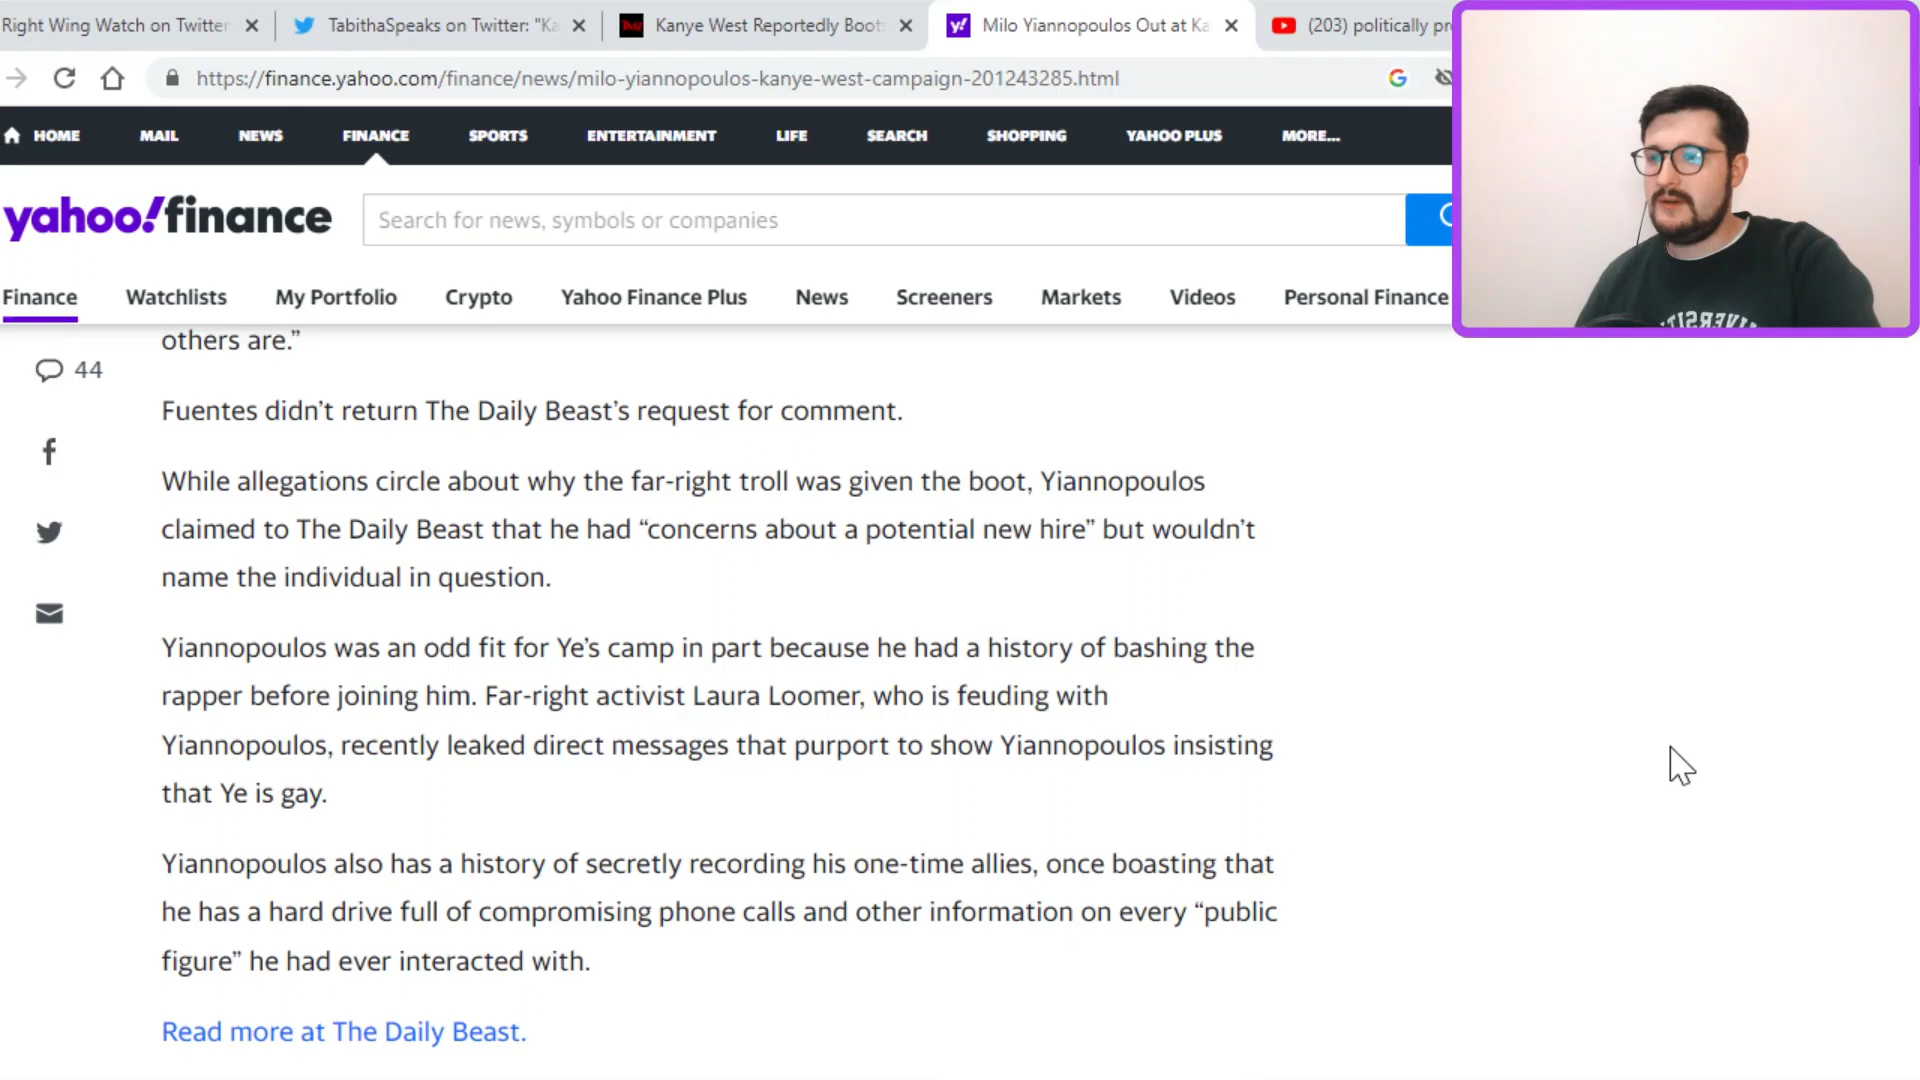 Right Wing Watch on Twitter
TabithaSpeaks on Twitter: "Ka
Kanye West Reportedly Boots
Milo Yiannopoulos Out at Ka
(203) politically pr
https://finance.yahoo.com/finance/news/milo-yiannopoulos-kanye-west-campaign-201243285.html
HOME MAIL NEWS FINANCE SPORTS ENTERTAINMENT LIFE SEARCH SHOPPING YAHOO PLUS MORE...
yahoo!finance
Search for news, symbols or companies
Finance Watchlists My Portfolio Crypto Yahoo Finance Plus News Screeners Markets Videos Personal Finance
others are.”
44
Fuentes didn’t return The Daily Beast’s request for comment.
While allegations circle about why the far-right troll was given the boot, Yiannopoulos
claimed to The Daily Beast that he had “concerns about a potential new hire” but wouldn’t
name the individual in question.
Yiannopoulos was an odd fit for Ye’s camp in part because he had a history of bashing the
rapper before joining him. Far-right activist Laura Loomer, who is feuding with
Yiannopoulos, recently leaked direct messages that purport to show Yiannopoulos insisting
that Ye is gay.
Yiannopoulos also has a history of secretly recording his one-time allies, once boasting that
he has a hard drive full of compromising phone calls and other information on every “public
figure” he had ever interacted with.
Read more at The Daily Beast.